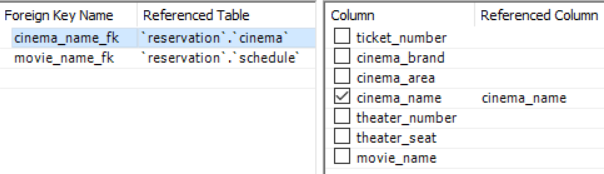 Foreign Key Name Referenced Table
cinema_name_fk `reservation`.`cinema`
movie_name_fk `reservation`.`schedule`
Column Referenced Column
ticket_number
cinema_brand
cinema_area
cinema_name cinema_name
theater_number
theater_seat
movie_name